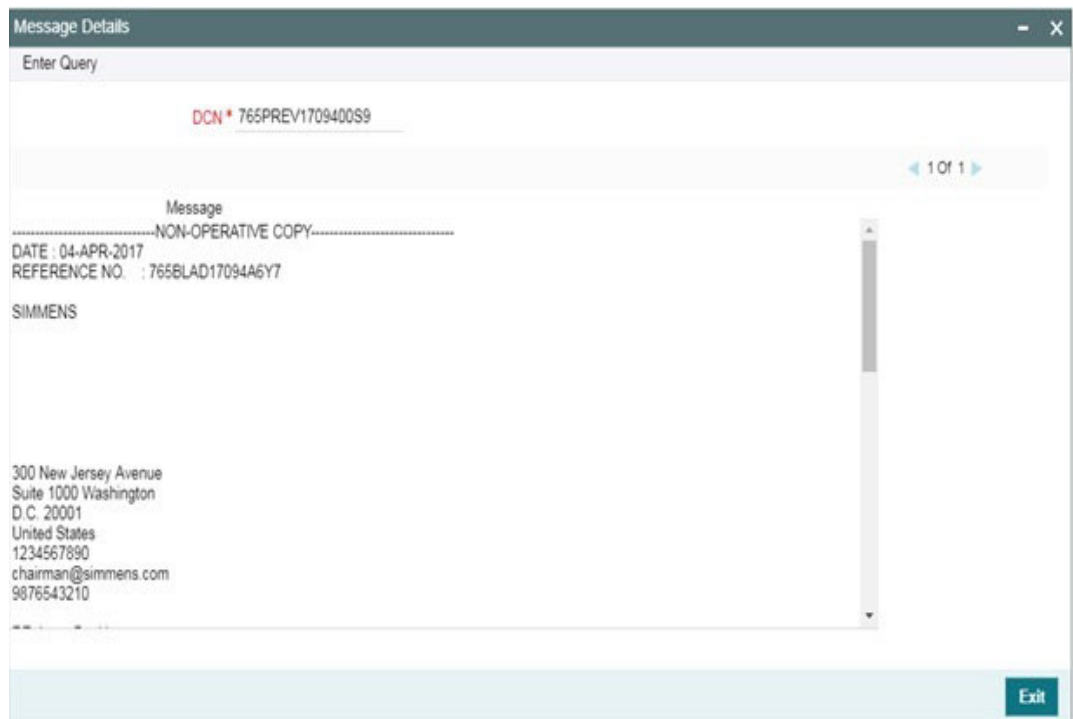 Message Details - X
Enter Query
DCN * 765PREV1709400S9
1 Of 1
Message
-------------------------------NON-OPERATIVE COPY-------------------------------
DATE : 04-APR-2017
REFERENCE NO. : 765BLAD17094A6Y7
SIMMENS
300 New Jersey Avenue
Suite 1000 Washington
D.C. 20001
United States
1234567890
chairman@simmens.com
9876543210
Exit